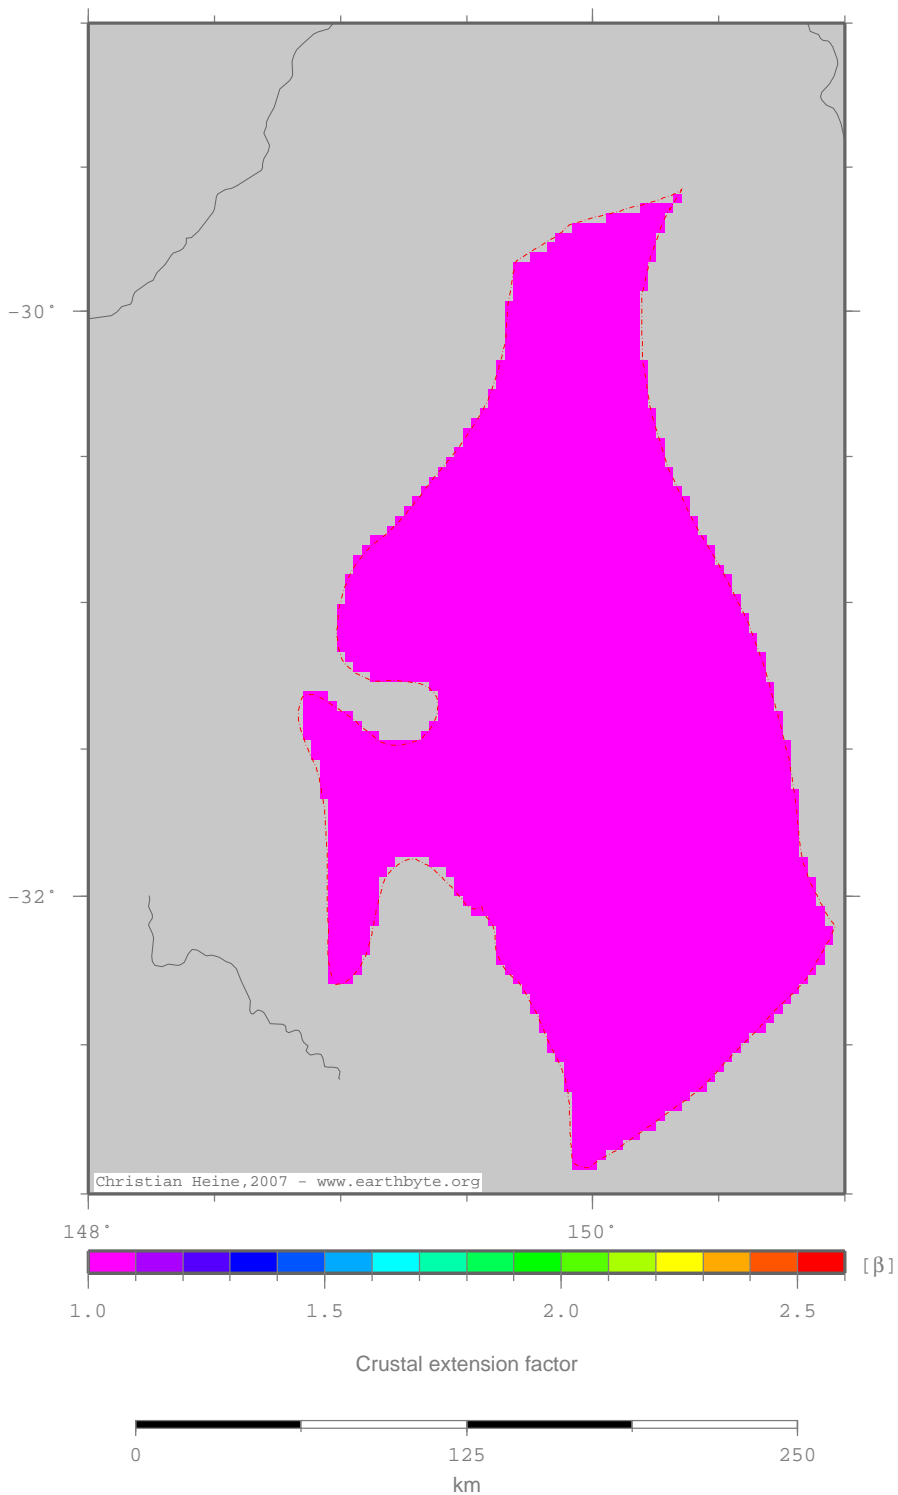 −30°
−32°
Christian Heine,2007 − www.earthbyte.org
148° 150°
[β]
1.0 1.5 2.0 2.5
Crustal extension factor
0 125 250
km